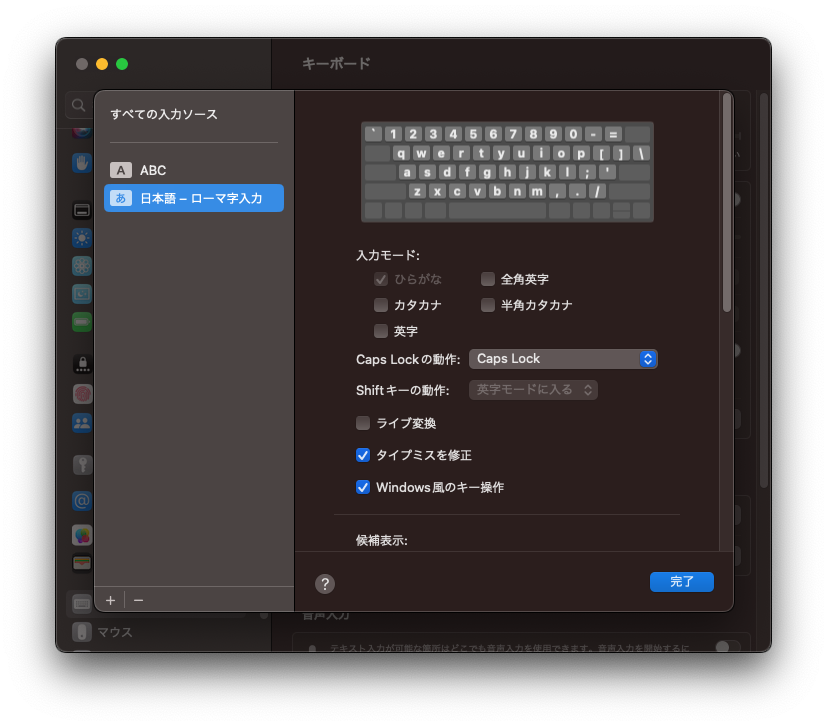 キーボード
すべての入力ソース
A ABC
あ 日本語 – ローマ字入力
` 1 2 3 4 5 6 7 8 9 0 - =
q w e r t y u i o p [ ] \
a s d f g h j k l ; '
z x c v b n m , . /
入力モード:
ひらがな 全角英字
カタカナ 半角カタカナ
英字
Caps Lockの動作: Caps Lock
Shiftキーの動作: 英字モードに入る
ライブ変換
タイプミスを修正
Windows風のキー操作
候補表示:
? 完了
+ −
音声入力
マウス
テキスト入力が可能な箇所はどこでも音声入力を使用できます。音声入力を開始するに